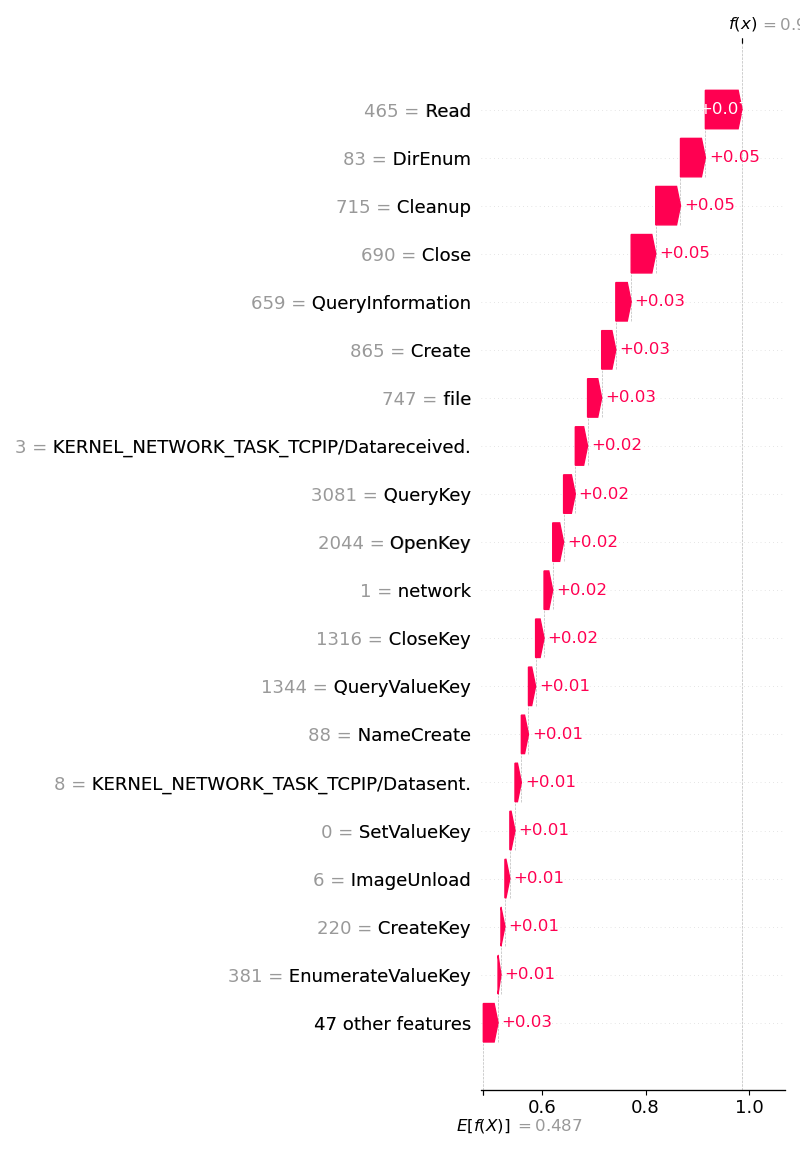 f(x) = 0.9
465 = Read +0.07
83 = DirEnum +0.05
715 = Cleanup +0.05
690 = Close +0.05
659 = QueryInformation +0.03
865 = Create +0.03
747 = file +0.03
3 = KERNEL_NETWORK_TASK_TCPIP/Datareceived. +0.02
3081 = QueryKey +0.02
2044 = OpenKey +0.02
1 = network +0.02
1316 = CloseKey +0.02
1344 = QueryValueKey +0.01
88 = NameCreate +0.01
8 = KERNEL_NETWORK_TASK_TCPIP/Datasent. +0.01
0 = SetValueKey +0.01
6 = ImageUnload +0.01
220 = CreateKey +0.01
381 = EnumerateValueKey +0.01
47 other features +0.03
0.6 0.8 1.0
E[f(X)] = 0.487